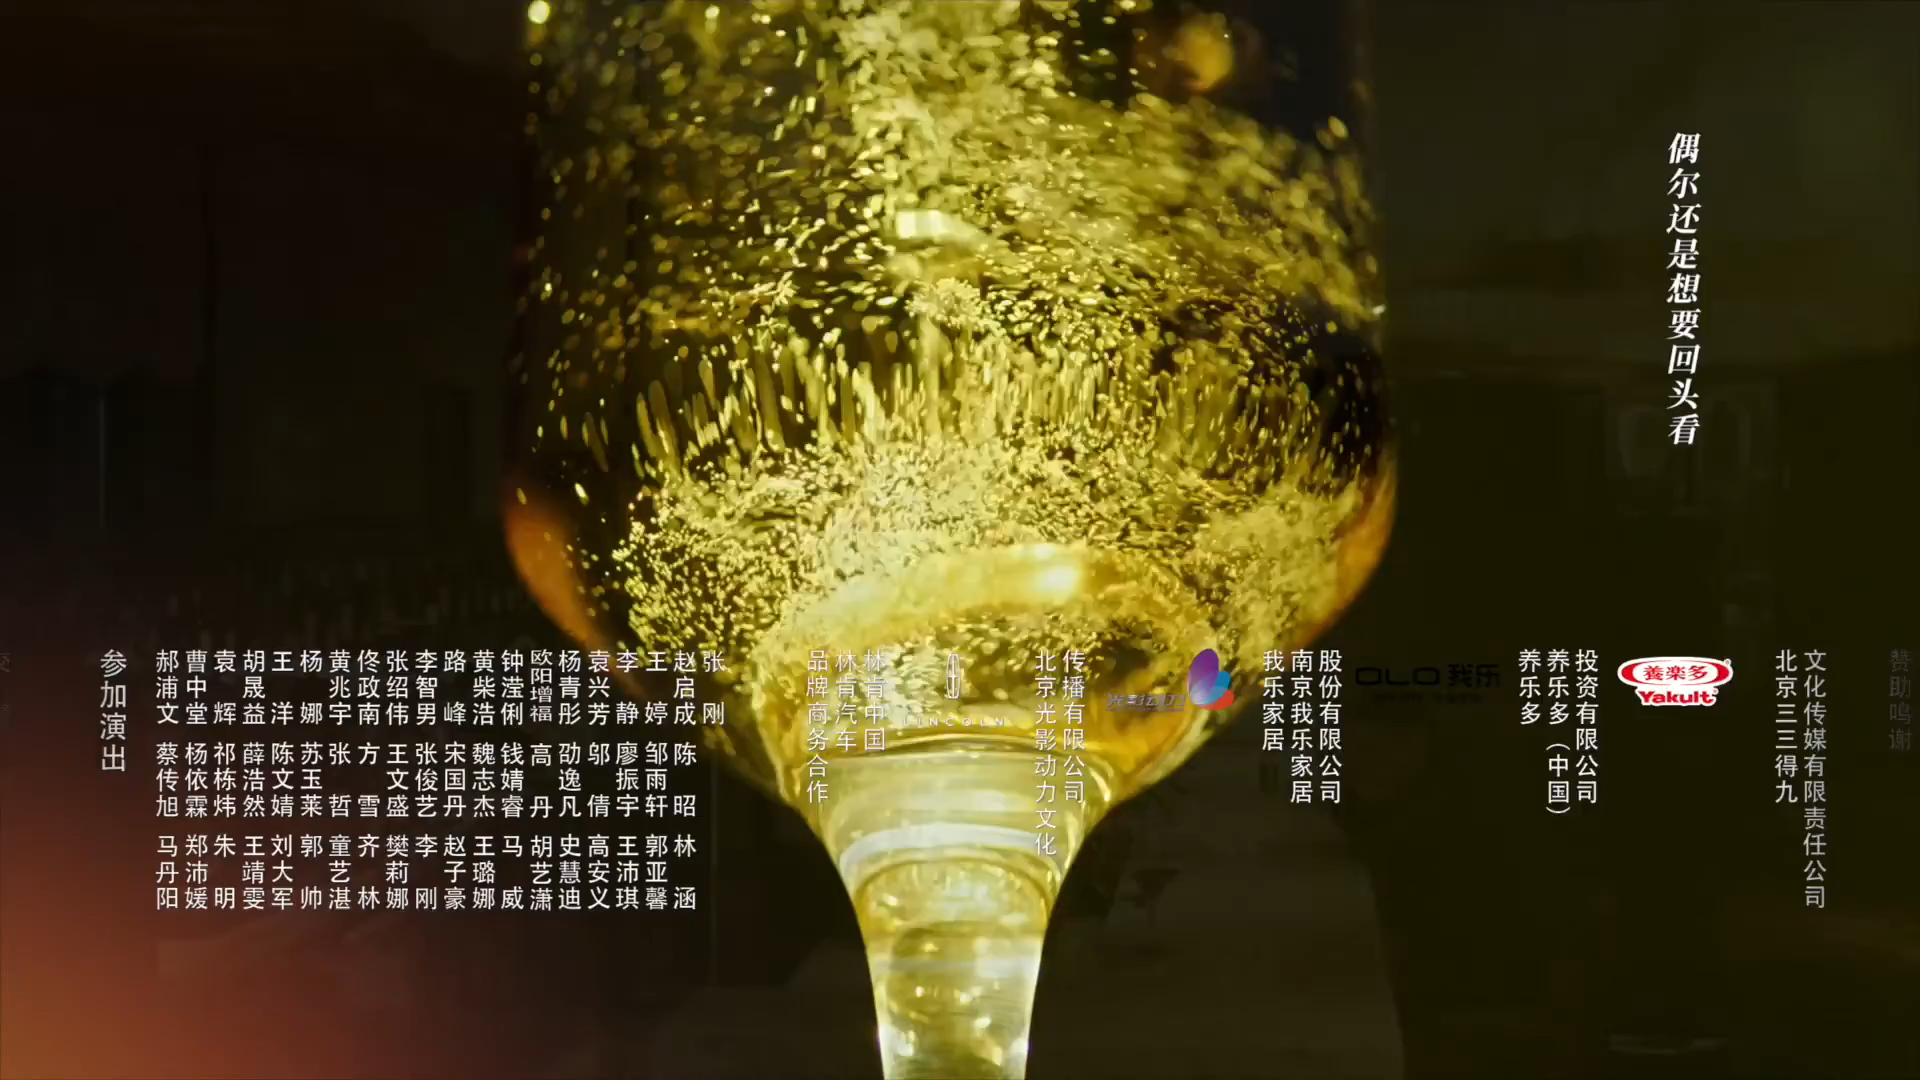 偶尔还是想要回头看
参加演出
郝浦文
曹中堂
袁辉
胡晟益
王洋
杨娜
黄兆宇
佟政南
张绍伟
李智男
路峰
黄柴浩
钟滢俐
欧阳增福
杨青彤
袁兴芳
李静
王婷
赵启成
张刚
蔡传旭
杨依霖
祁栋炜
薛浩然
陈文婧
苏玉莱
张哲
方雪
王文盛
张俊艺
宋国丹
魏志杰
钱婧睿
高丹
劭逸凡
邬倩
廖振宇
邹雨轩
陈昭
马丹阳
郑沛媛
朱明
王靖雯
刘大军
郭帅
童艺湛
齐林
樊莉娜
李刚
赵子豪
王璐娜
马威
胡艺潇
史慧迪
高安义
王沛琪
郭亚馨
林涵
品牌商务合作
林肯汽车
林肯中国
LINCOLN
北京光影动力文化
传播有限公司
光影动力
我乐家居
南京我乐家居
股份有限公司
OLO我乐
养乐多
养乐多（中国）
投资有限公司
養楽多
Yakult
北京三三得九
文化传媒有限责任公司
赞助鸣谢